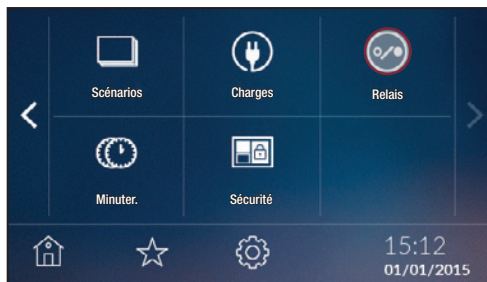 Scénarios
Charges
Relais
Minuter.
Sécurité
15:12
01/01/2015